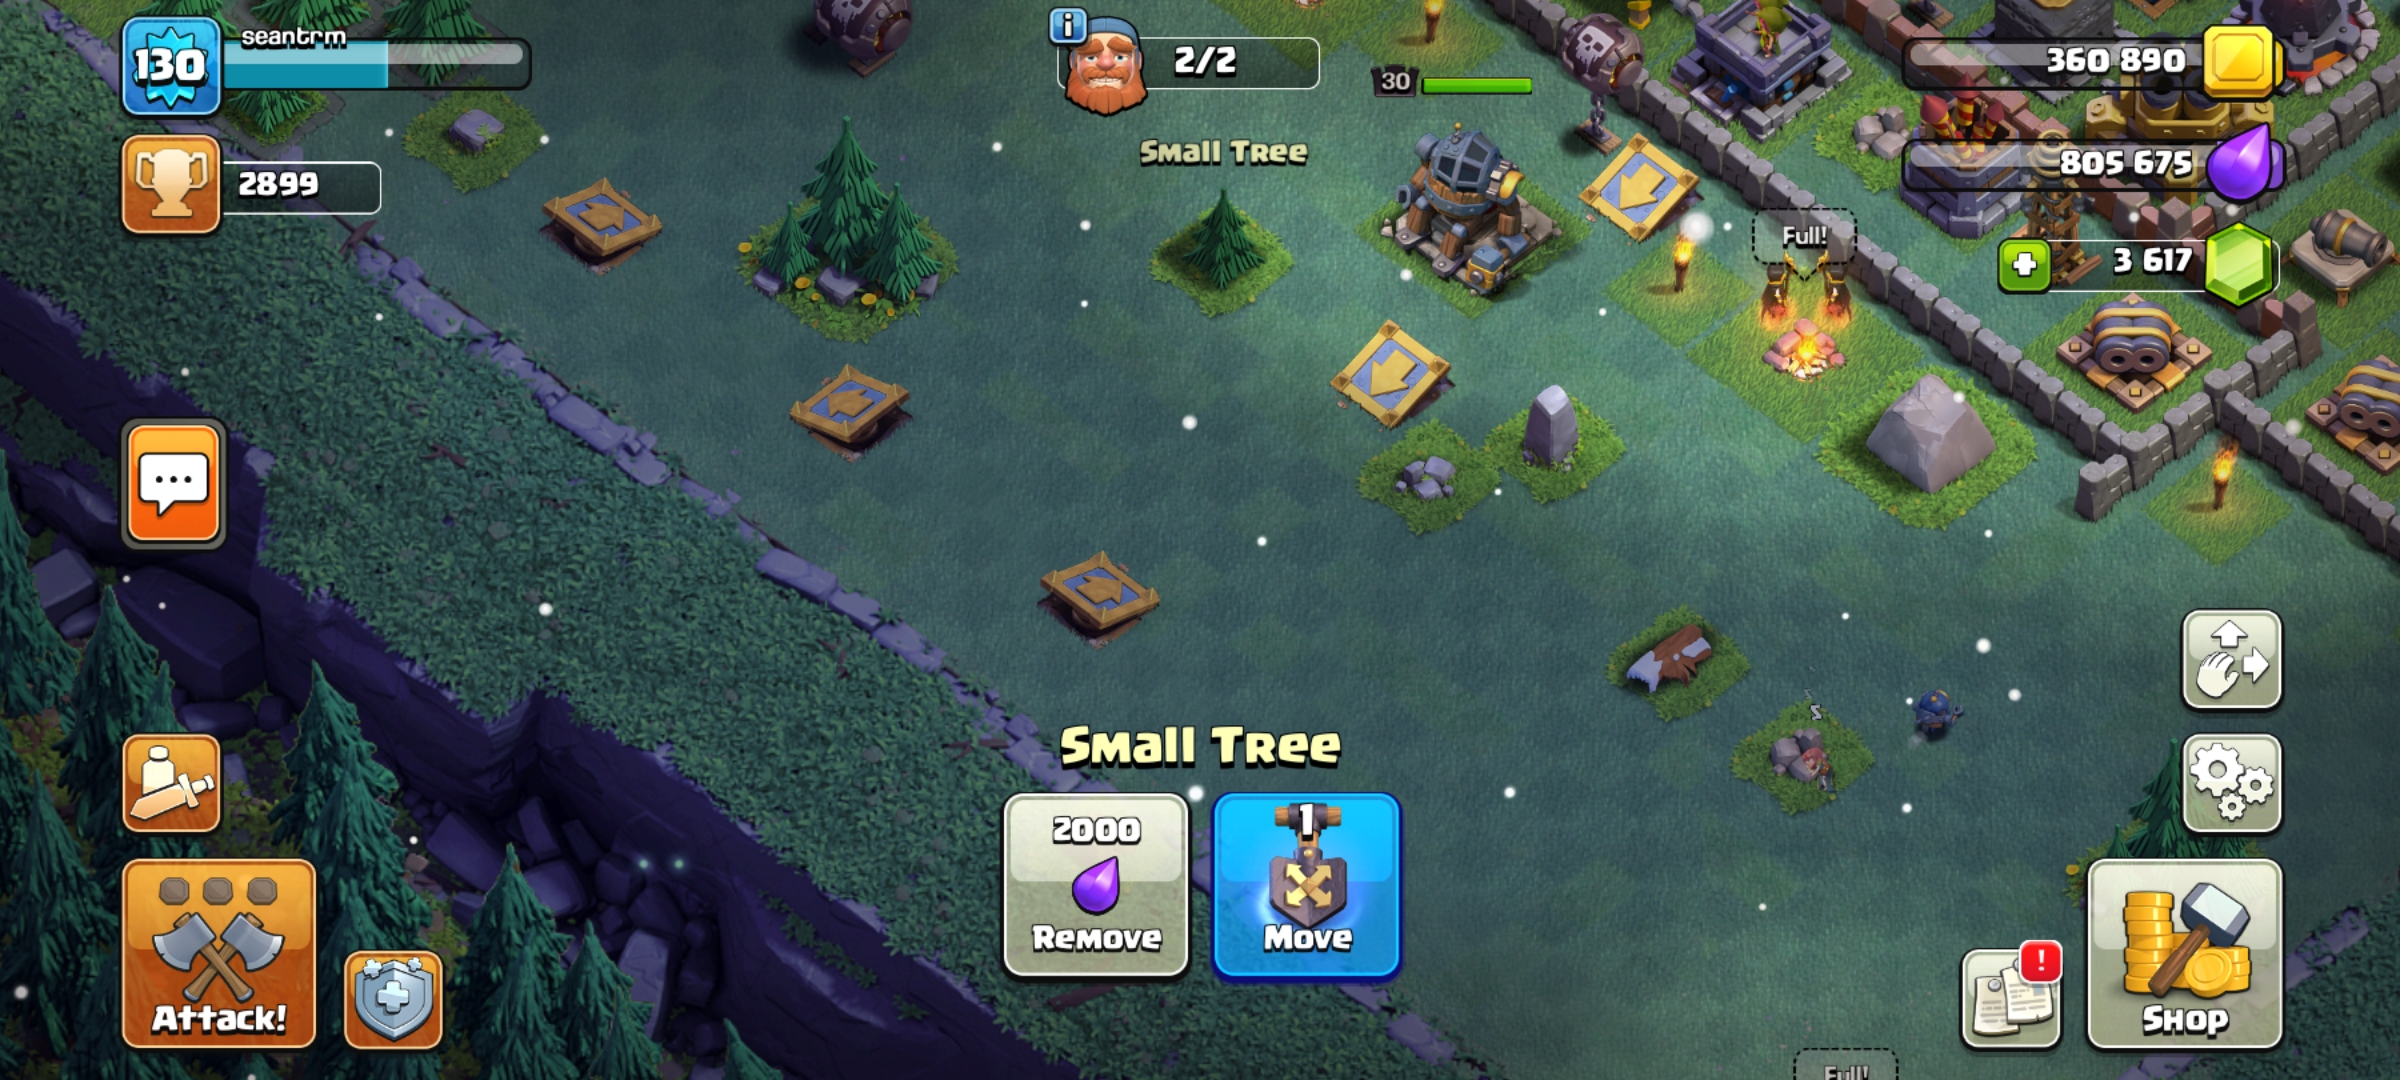 130
seantrm
2899
i
2/2
30
360 890
805 675
3 617
Small Tree
Full!
Small Tree
2000
Remove
1
Move
Attack!
!
Shop
Full!